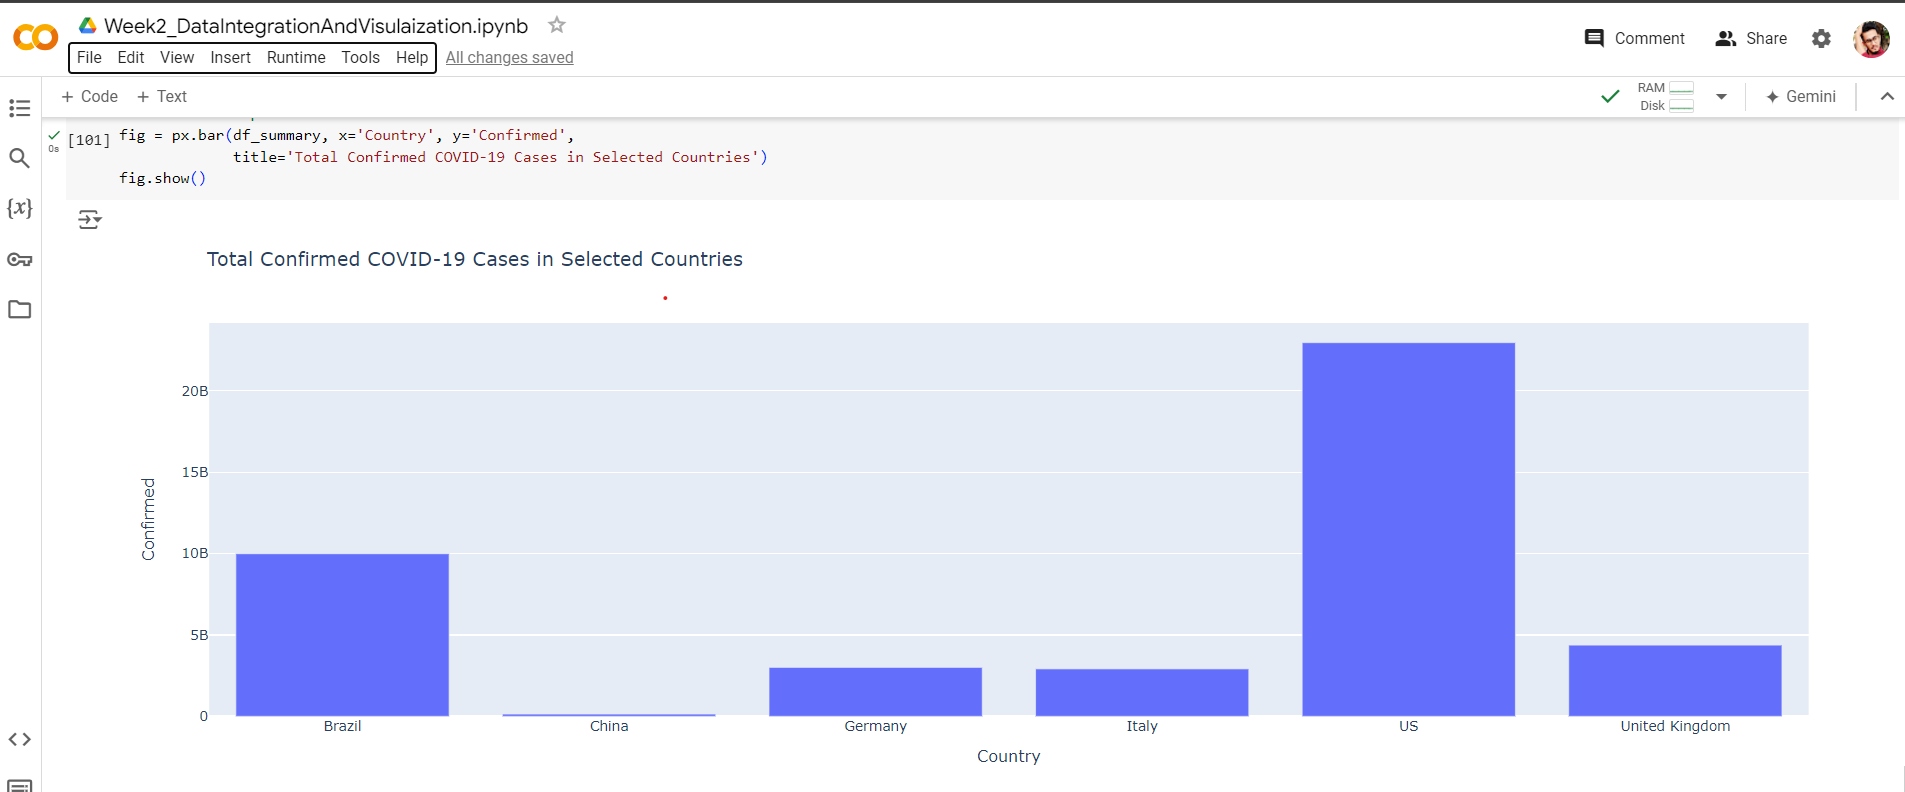 Week2_DataIntegrationAndVisulaization.ipynb
File Edit View Insert Runtime Tools Help All changes saved
Comment Share
+ Code + Text
RAM
Disk
Gemini
0s
[101] fig = px.bar(df_summary, x='Country', y='Confirmed',
title='Total Confirmed COVID-19 Cases in Selected Countries')
fig.show()
{x}
Total Confirmed COVID-19 Cases in Selected Countries
20B
15B
10B
5B
0
Confirmed
Brazil China Germany Italy US United Kingdom
Country